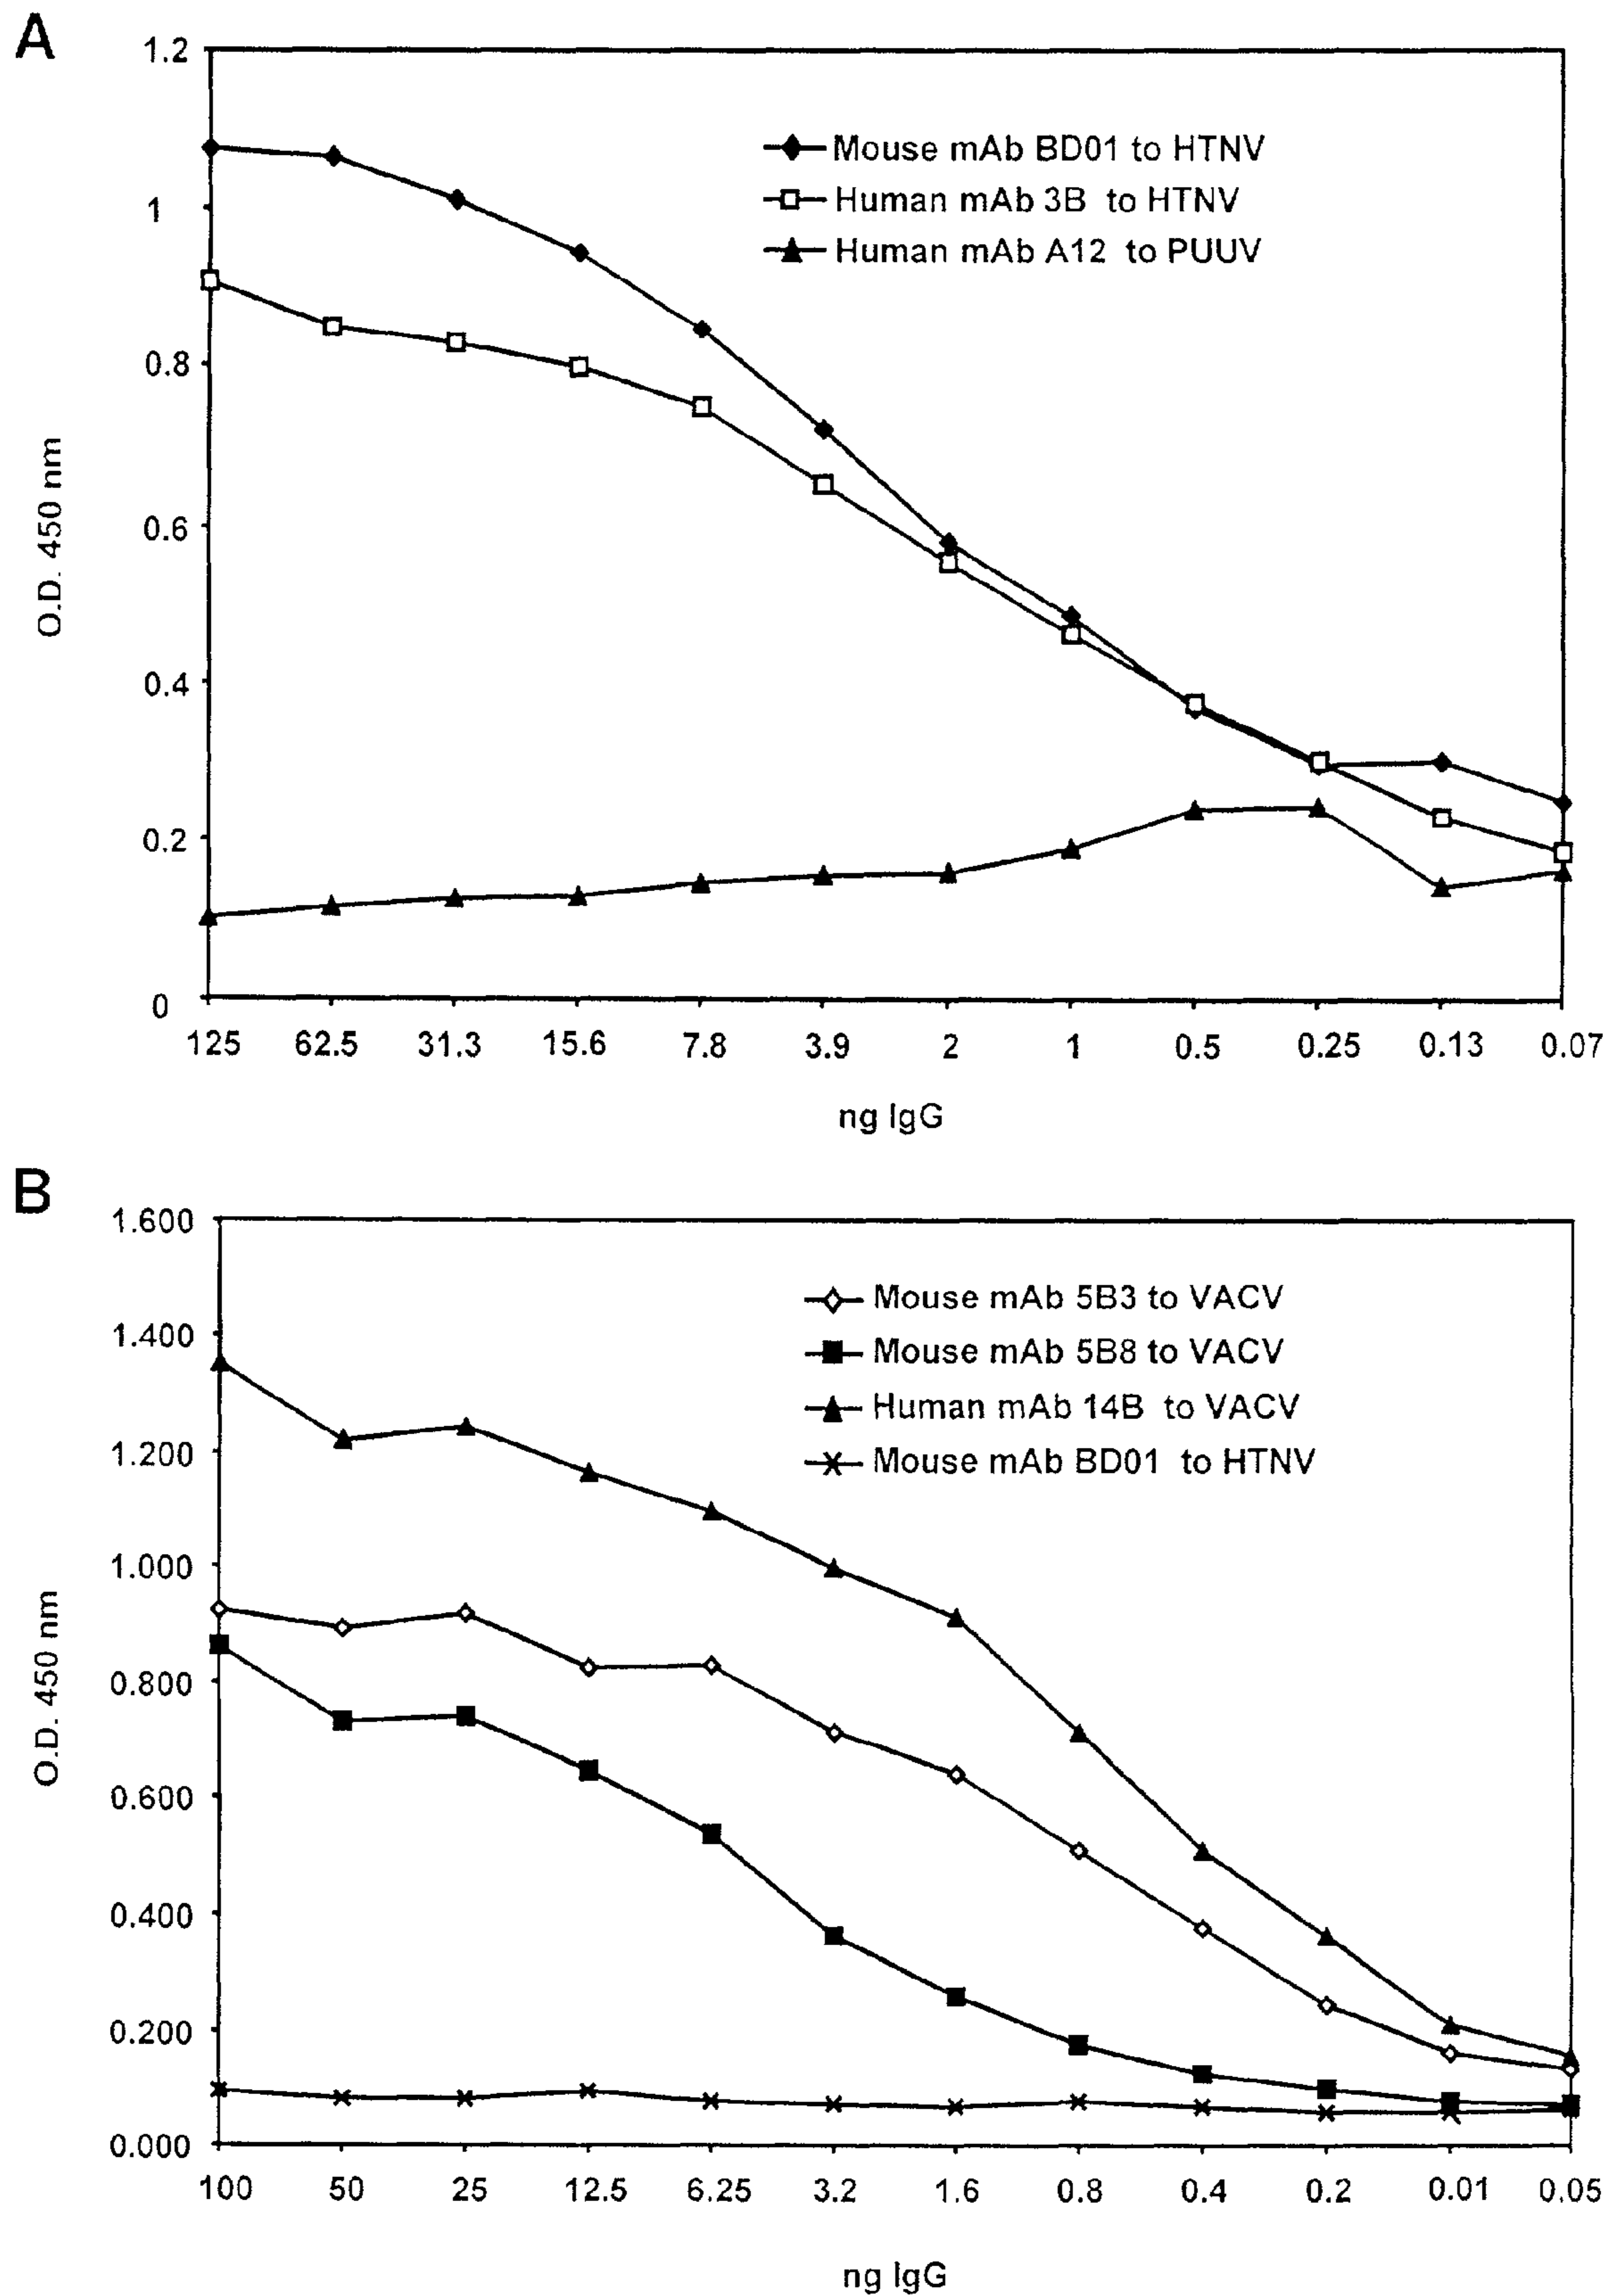 A
1.2
1
0.8
0.6
0.4
0.2
0
O.D. 450 nm
Mouse mAb BD01 to HTNV
Human mAb 3B to HTNV
Human mAb A12 to PUUV
125 62.5 31.3 15.6 7.8 3.9 2 1 0.5 0.25 0.13 0.07
ng IgG
B
1.600
1.400
1.200
1.000
0.800
0.600
0.400
0.200
0.000
O.D. 450 nm
Mouse mAb 5B3 to VACV
Mouse mAb 5B8 to VACV
Human mAb 14B to VACV
Mouse mAb BD01 to HTNV
100 50 25 12.5 6.25 3.2 1.6 0.8 0.4 0.2 0.01 0.05
ng IgG